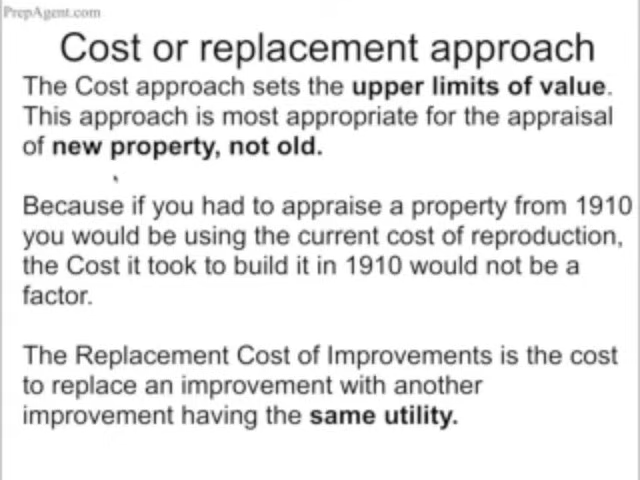 PrepAgent.com
Cost or replacement approach
The Cost approach sets the upper limits of value.
This approach is most appropriate for the appraisal
of new property, not old.
Because if you had to appraise a property from 1910
you would be using the current cost of reproduction,
the Cost it took to build it in 1910 would not be a
factor.
The Replacement Cost of Improvements is the cost
to replace an improvement with another
improvement having the same utility.